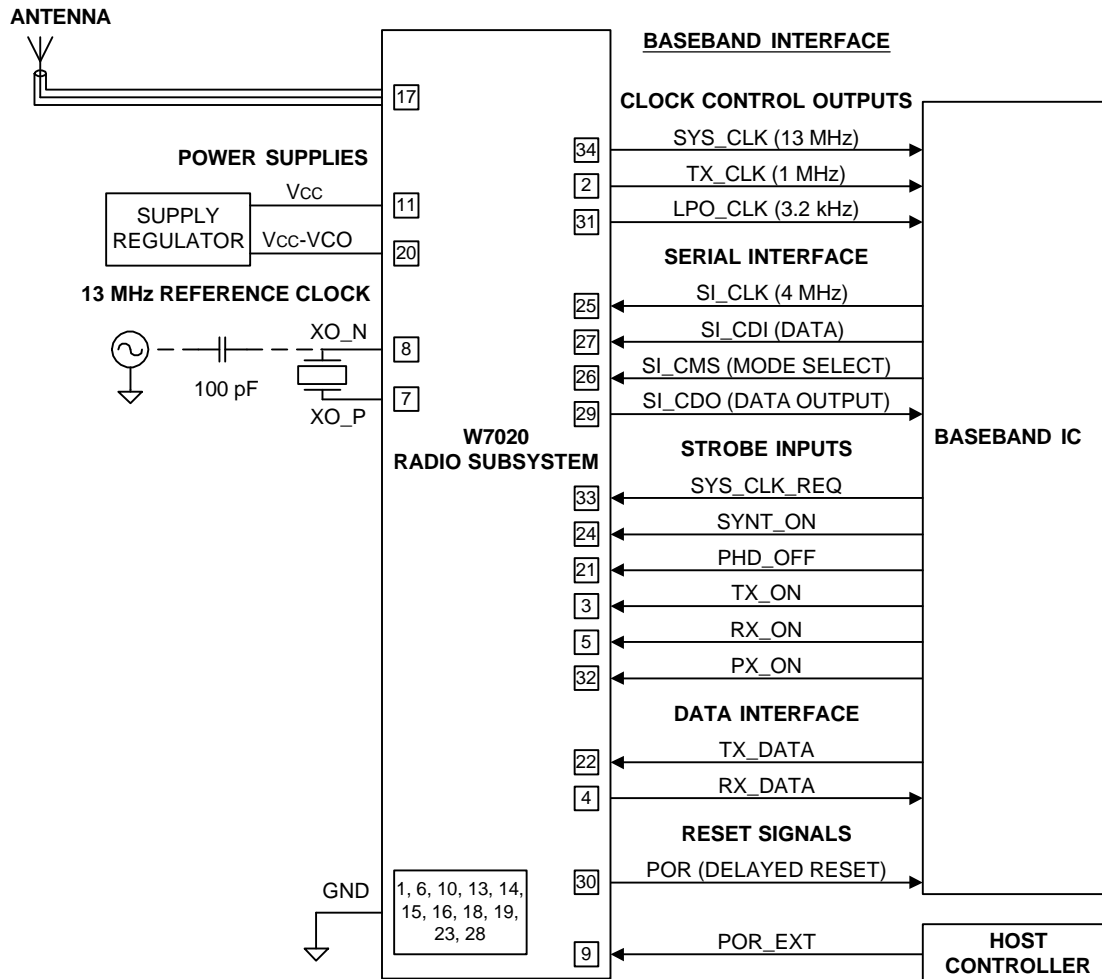 ANTENNA
BASEBAND INTERFACE
17
CLOCK CONTROL OUTPUTS
34
SYS_CLK (13 MHz)
POWER SUPPLIES
2
TX_CLK (1 MHz)
VCC
11
31
LPO_CLK (3.2 kHz)
SUPPLY
REGULATOR
VCC-VCO
20
SERIAL INTERFACE
13 MHz REFERENCE CLOCK
25
SI_CLK (4 MHz)
XO_N
8
27
SI_CDI (DATA)
100 pF
26
SI_CMS (MODE SELECT)
7
XO_P
29
SI_CDO (DATA OUTPUT)
W7020
RADIO SUBSYSTEM
BASEBAND IC
STROBE INPUTS
33
SYS_CLK_REQ
24
SYNT_ON
21
PHD_OFF
3
TX_ON
5
RX_ON
32
PX_ON
DATA INTERFACE
22
TX_DATA
4
RX_DATA
RESET SIGNALS
30
POR (DELAYED RESET)
GND
1, 6, 10, 13, 14,
15, 16, 18, 19,
23, 28
9
POR_EXT
HOST
CONTROLLER